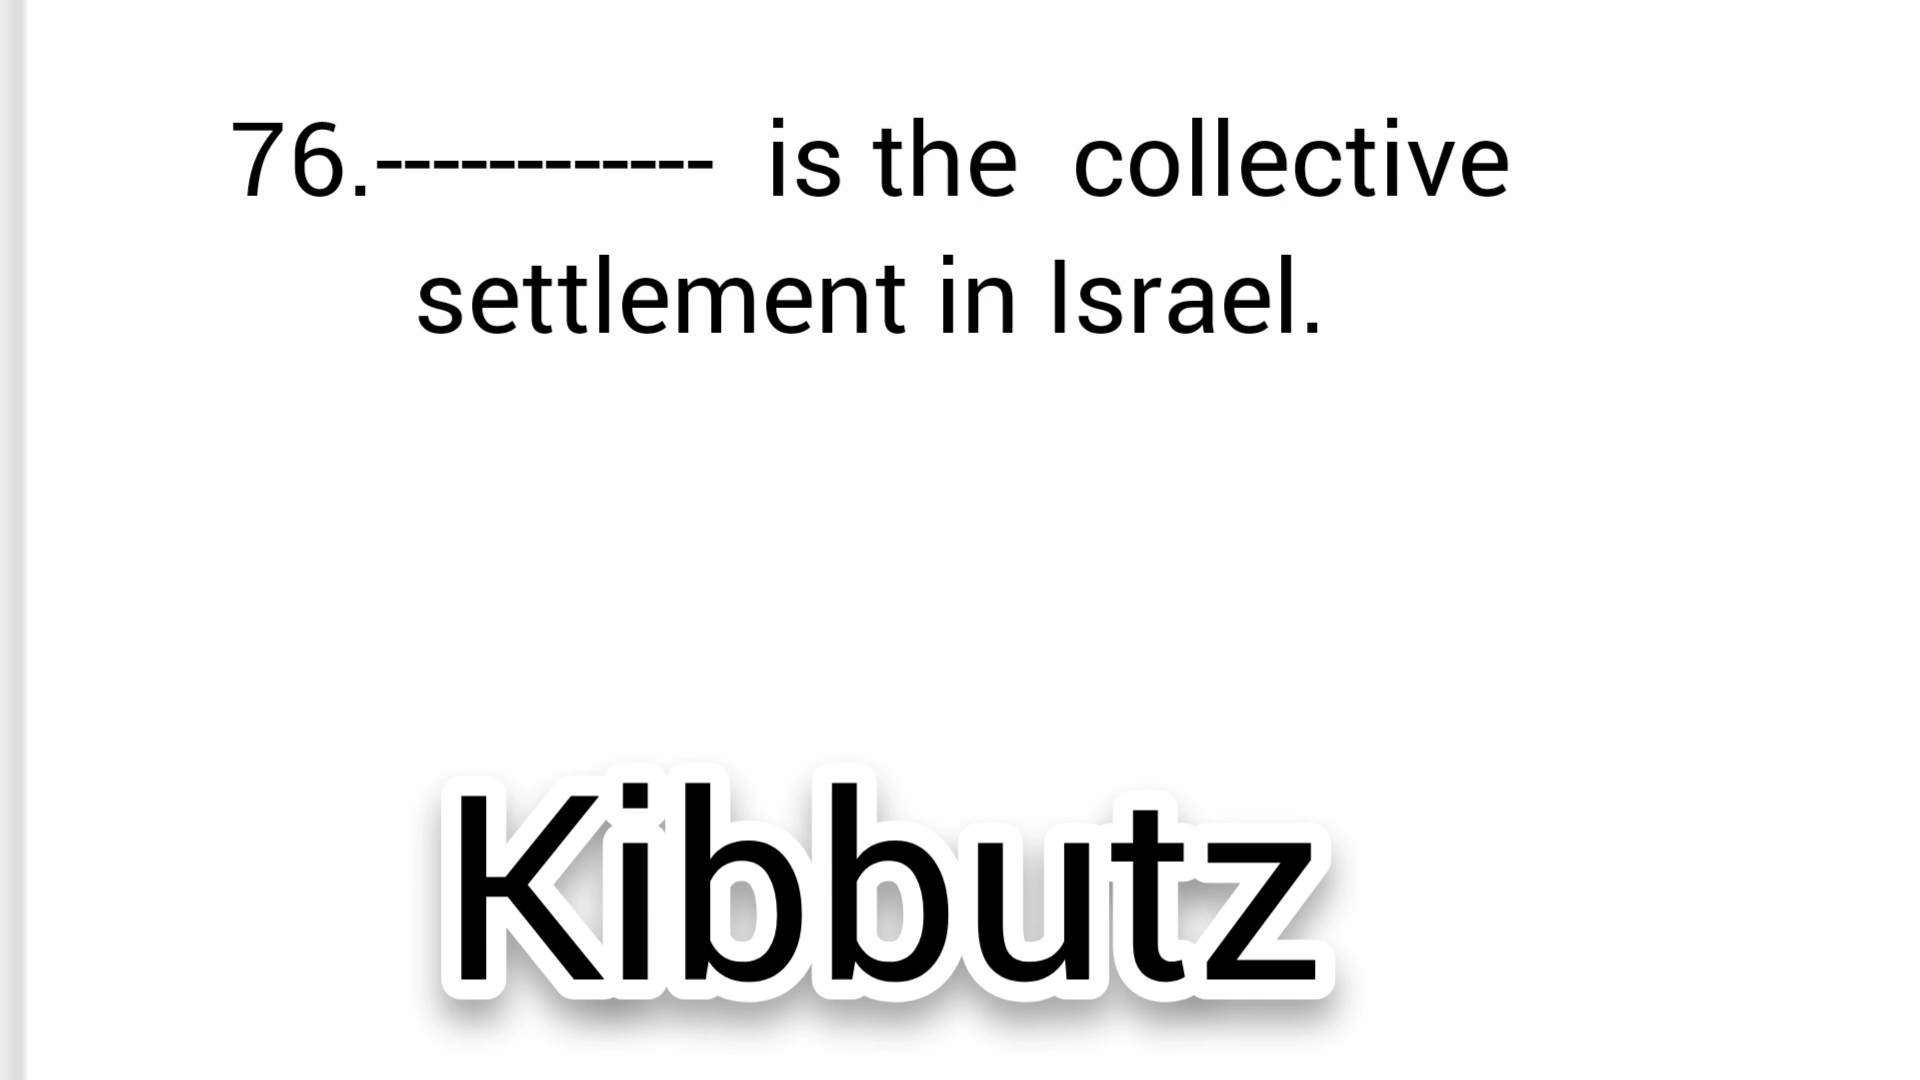 76.------------ is the collective
settlement in Israel.
Kibbutz